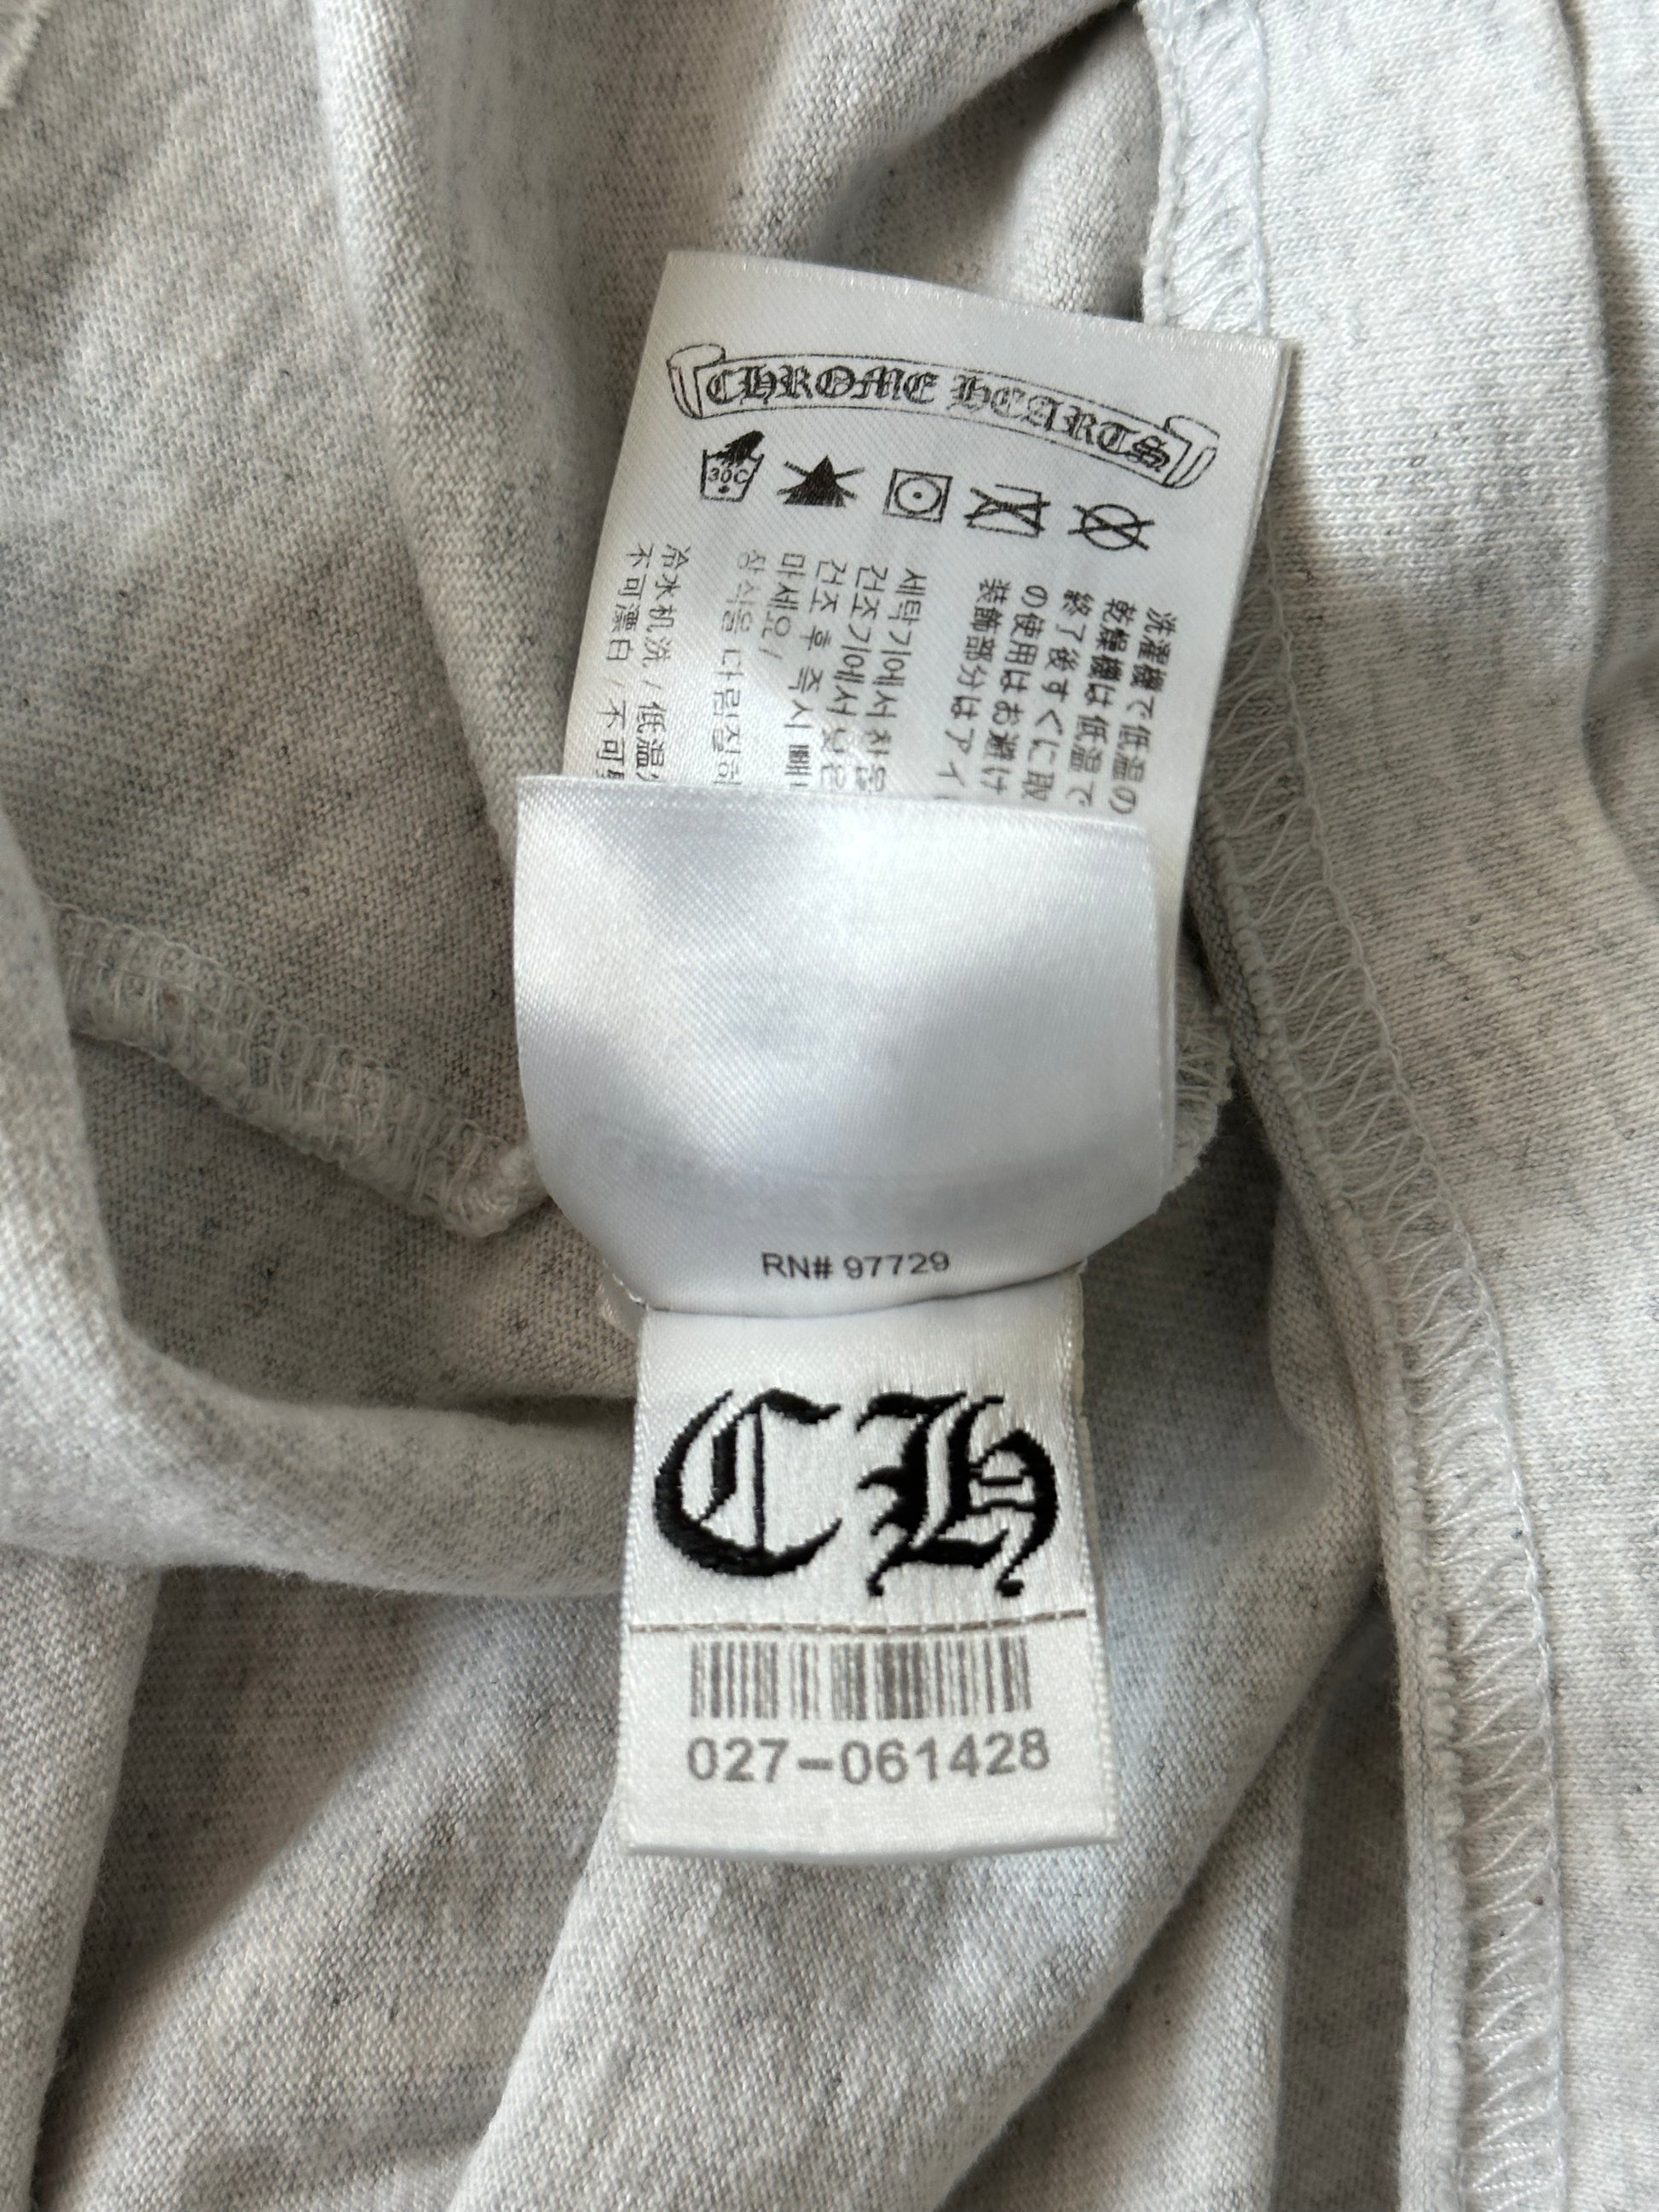 CHROME HEARTS
30C
洗濯機で低温の
乾燥機は低温で
終了後すぐに取
の使用はお避け
装飾部分はアイ
세탁기에서 찬물
건조기에서 낮은
건조 후 즉시 빼
마세요 /
장식을 다림질하
冷水机洗 / 低温
不可漂白 / 不可
RN# 97729
CH
027-061428